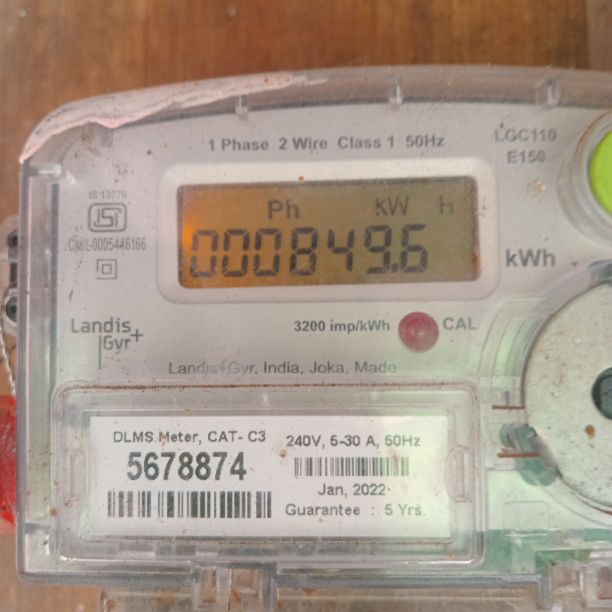 1 Phase 2 Wire Class 1 50Hz
LGC110
E150
IS:13779
ISI
CM/L-0005446166
Ph kW h
000849.6
kWh
Landis
Gyr+
3200 imp/kWh CAL
Landis+Gyr, India, Joka, Made
DLMS Meter, CAT- C3
5678874
240V, 5-30 A, 50Hz
Jan, 2022
Guarantee : 5 Yrs.